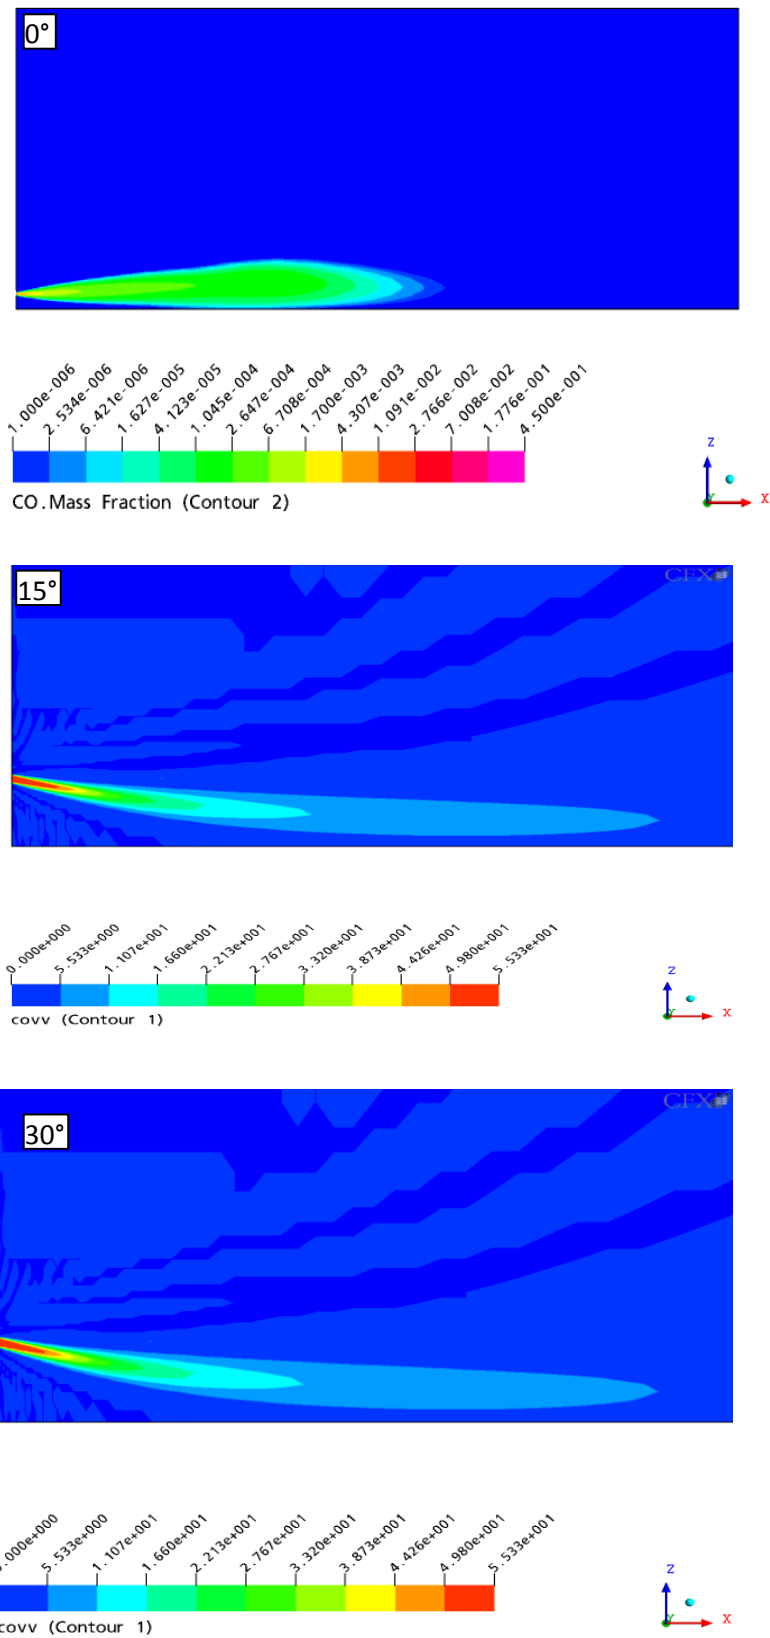 0°
1.000e-006 2.534e-006 6.421e-006 1.627e-005 4.123e-005 1.045e-004 2.647e-004 6.708e-004 1.700e-003 4.307e-003 1.091e-002 2.766e-002 7.008e-002 1.776e-001 4.500e-001
CO.Mass Fraction (Contour 2)
Z
Y
X
15°
CFX
0.000e+000 5.533e+000 1.107e+001 1.660e+001 2.213e+001 2.767e+001 3.320e+001 3.873e+001 4.426e+001 4.980e+001 5.533e+001
covv (Contour 1)
Z
Y
X
30°
CFX
.000e+000 5.533e+000 1.107e+001 1.660e+001 2.213e+001 2.767e+001 3.320e+001 3.873e+001 4.426e+001 4.980e+001 5.533e+001
covv (Contour 1)
Z
Y
X